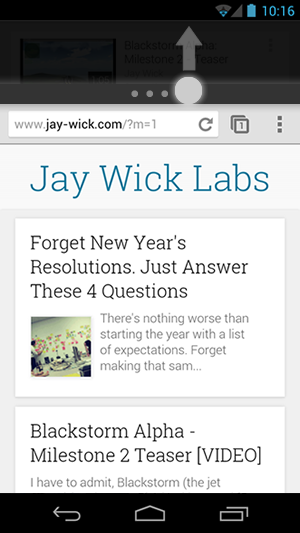 10:16
Blackstorm Alpha:
Milestone 2 Teaser
www.jay-wick.com/?m=1
1
Jay Wick Labs
Forget New Year's
Resolutions. Just Answer
These 4 Questions
There's nothing worse than
starting the year with a list
of expectations. Forget
making that sam...
Blackstorm Alpha -
Milestone 2 Teaser [VIDEO]
I have to admit, Blackstorm (the jet